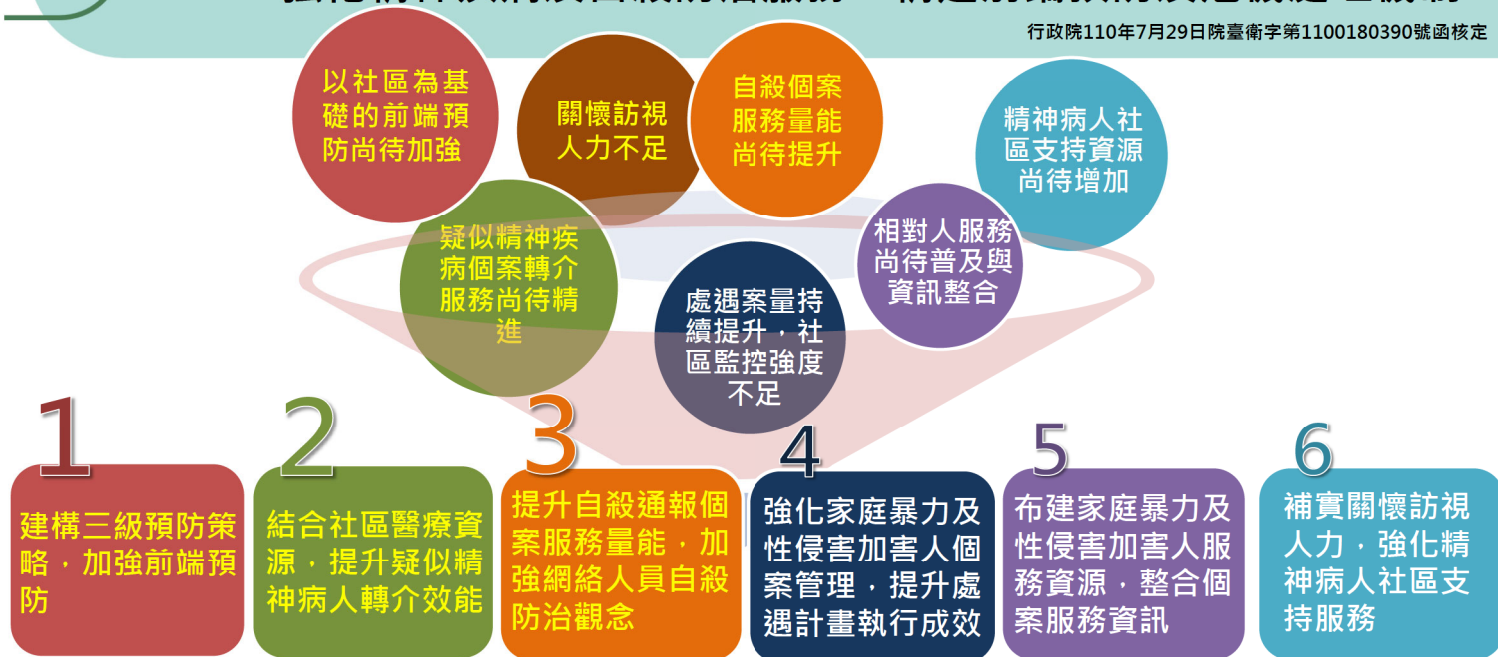 行政院110年7月29日院臺衛字第1100180390號函核定
以社區為基
礎的前端預
防尚待加強
關懷訪視
人力不足
自殺個案
服務量能
尚待提升
精神病人社
區支持資源
尚待增加
疑似精神疾
病個案轉介
服務尚待精
進
處遇案量持
續提升，社
區監控強度
不足
相對人服務
尚待普及與
資訊整合
1
建構三級預防策
略，加強前端預
防
2
結合社區醫療資
源，提升疑似精
神病人轉介效能
3
提升自殺通報個
案服務量能，加
強網絡人員自殺
防治觀念
4
強化家庭暴力及
性侵害加害人個
案管理，提升處
遇計畫執行成效
5
布建家庭暴力及
性侵害加害人服
務資源，整合個
案服務資訊
6
補實關懷訪視
人力，強化精
神病人社區支
持服務